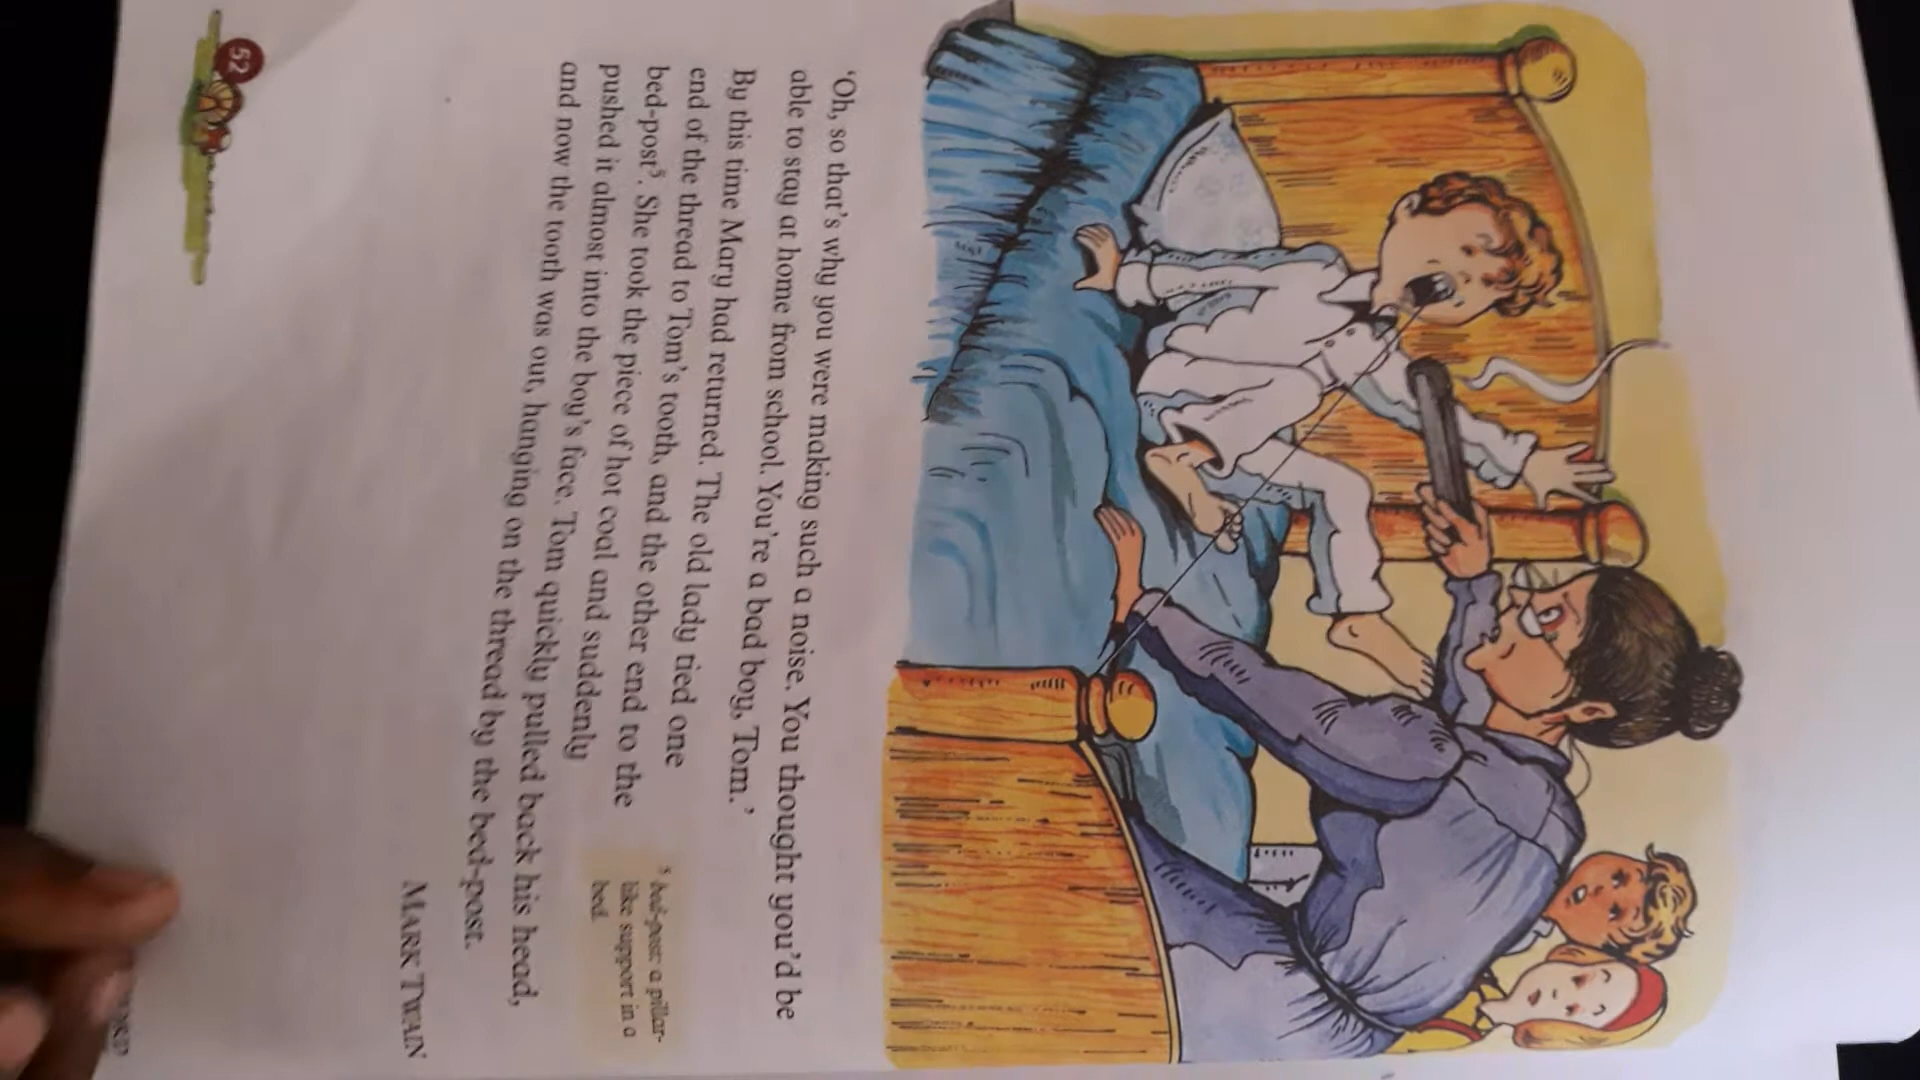 ‘Oh, so that’s why you were making such a noise. You thought you’d be
able to stay at home from school. You’re a bad boy, Tom.’
By this time Mary had returned. The old lady tied one
end of the thread to Tom’s tooth, and the other end to the
bed-post⁵. She took the piece of hot coal and suddenly
pushed it almost into the boy’s face. Tom quickly pulled back his head,
and now the tooth was out, hanging on the thread by the bed-post.
⁵ bed-post: a pillar-
like support in a
bed.
MARK TWAIN
52